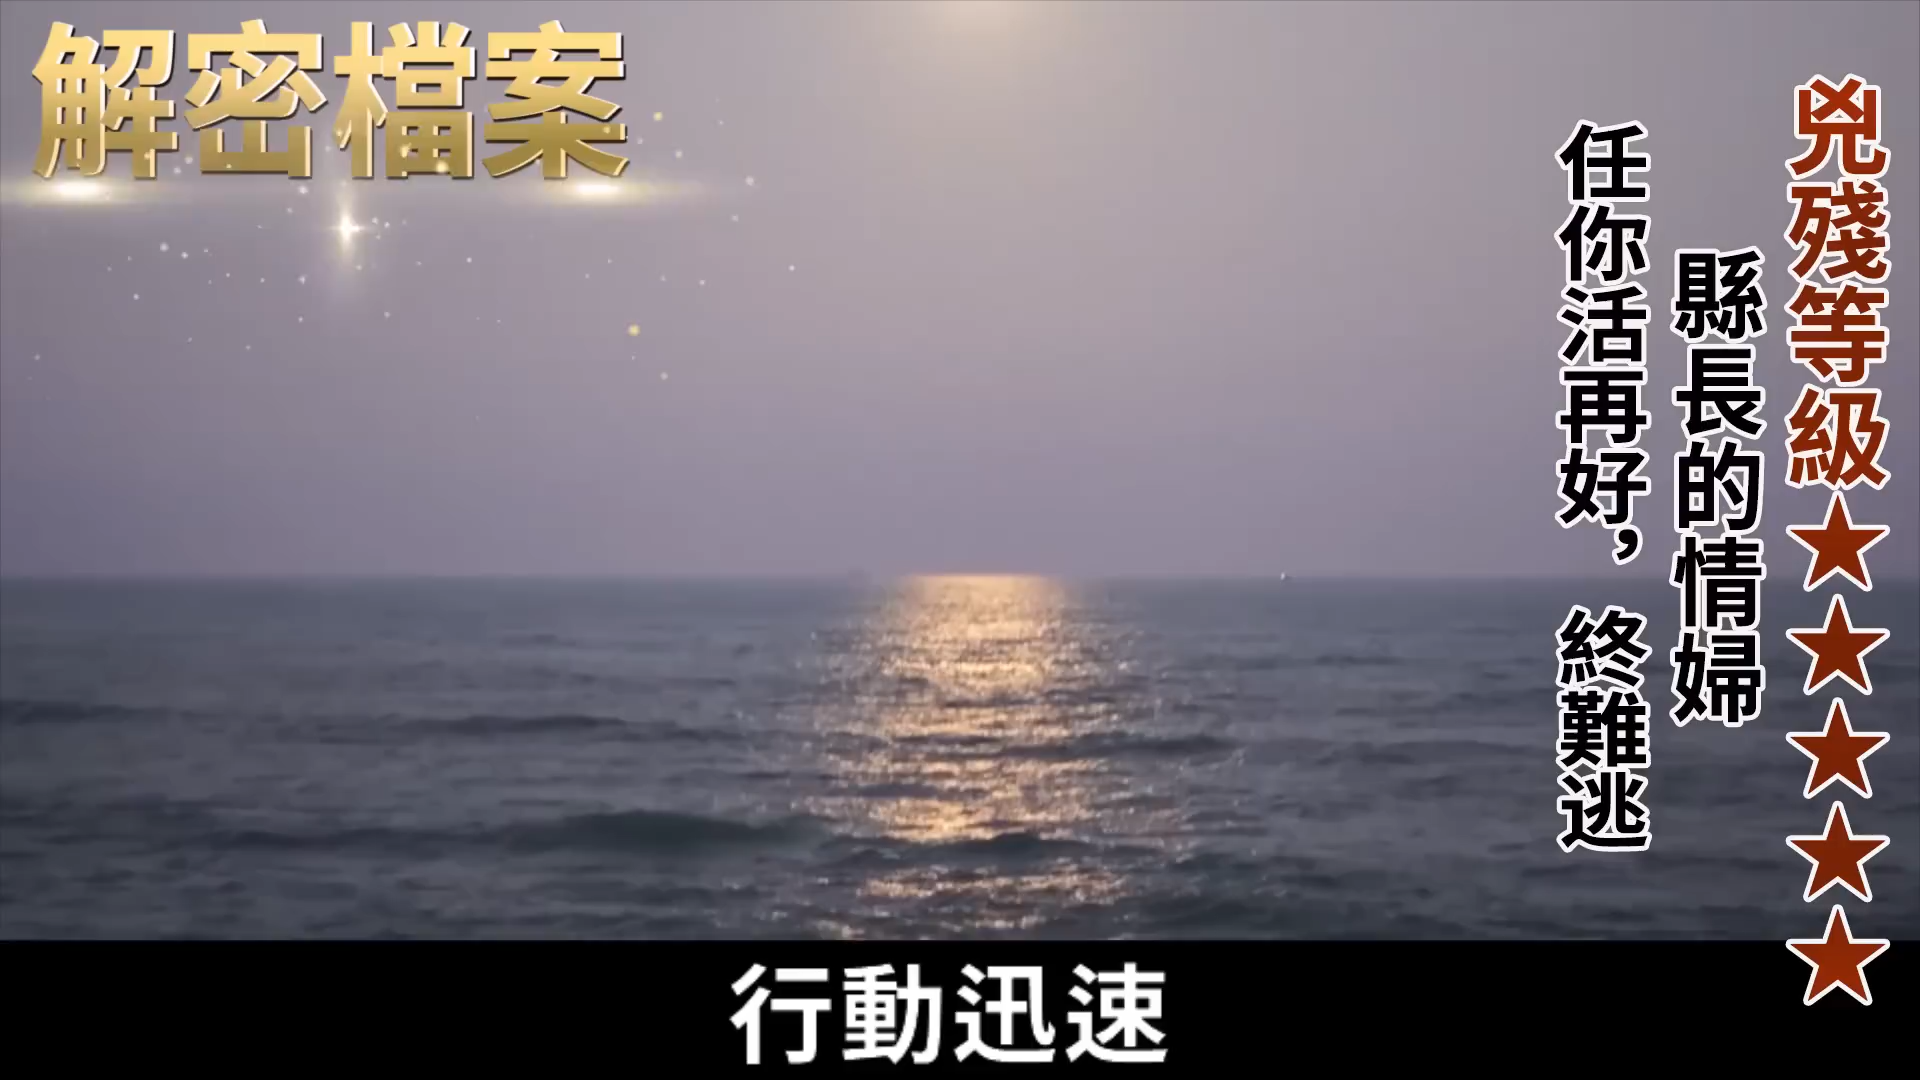 解密檔案
兇殘等級★★★★★
縣長的情婦
任你活再好，終難逃
行動迅速